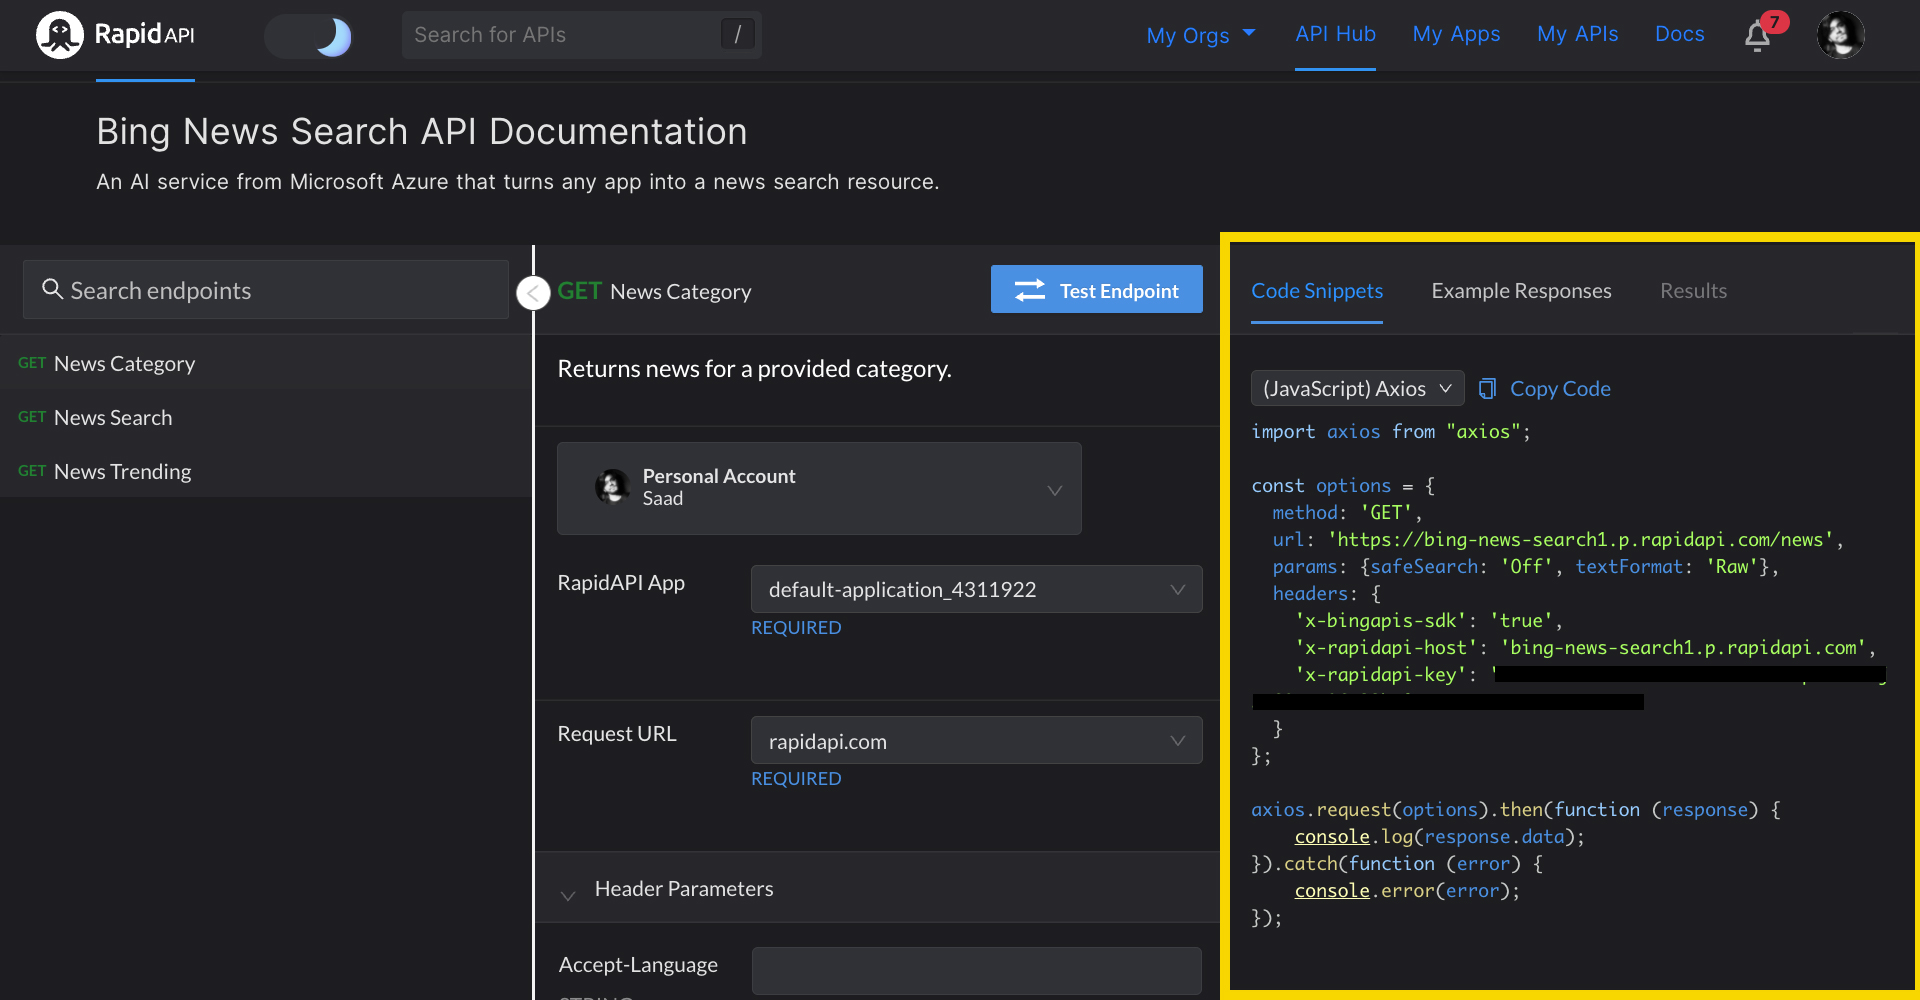 RapidAPI
Search for APIs /
My Orgs API Hub My Apps My APIs Docs 7
Bing News Search API Documentation
An AI service from Microsoft Azure that turns any app into a news search resource.
Search endpoints
GET News Category
GET News Search
GET News Trending
GET News Category
Test Endpoint
Returns news for a provided category.
Personal Account
Saad
RapidAPI App
default-application_4311922
REQUIRED
Request URL
rapidapi.com
REQUIRED
Header Parameters
Accept-Language
STRING
Code Snippets Example Responses Results
(JavaScript) Axios Copy Code
import axios from "axios";
const options = {
method: 'GET',
url: 'https://bing-news-search1.p.rapidapi.com/news',
params: {safeSearch: 'Off', textFormat: 'Raw'},
headers: {
'x-bingapis-sdk': 'true',
'x-rapidapi-host': 'bing-news-search1.p.rapidapi.com',
'x-rapidapi-key': '
}
};
axios.request(options).then(function (response) {
console.log(response.data);
}).catch(function (error) {
console.error(error);
});